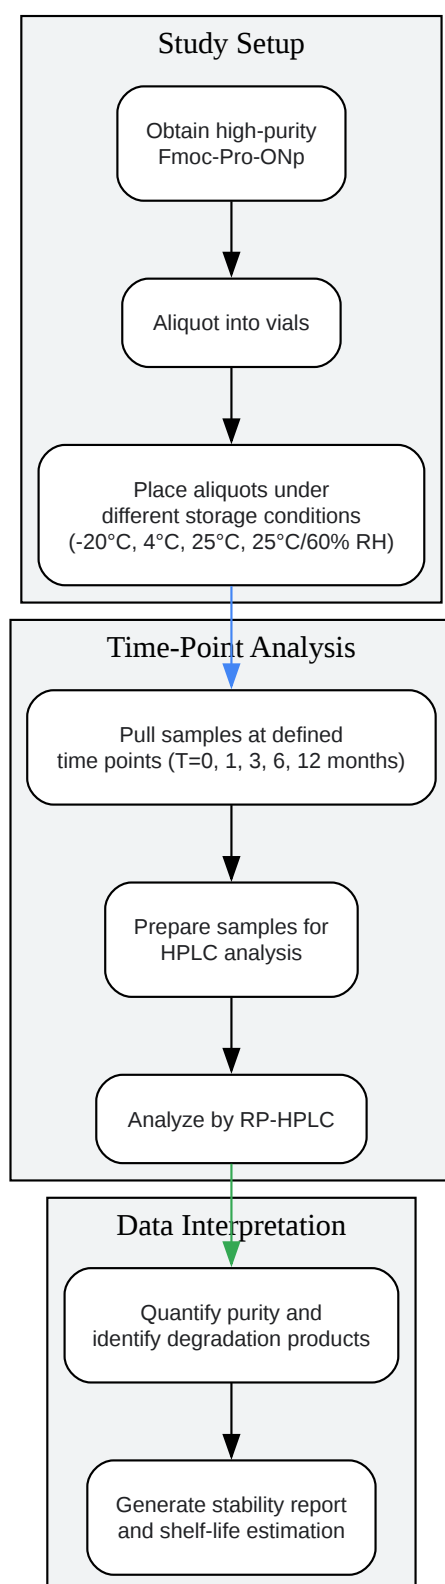 Study Setup
Obtain high-purity
Fmoc-Pro-ONp
Aliquot into vials
Place aliquots under
different storage conditions
(-20°C, 4°C, 25°C, 25°C/60% RH)
Time-Point Analysis
Pull samples at defined
time points (T=0, 1, 3, 6, 12 months)
Prepare samples for
HPLC analysis
Analyze by RP-HPLC
Data Interpretation
Quantify purity and
identify degradation products
Generate stability report
and shelf-life estimation